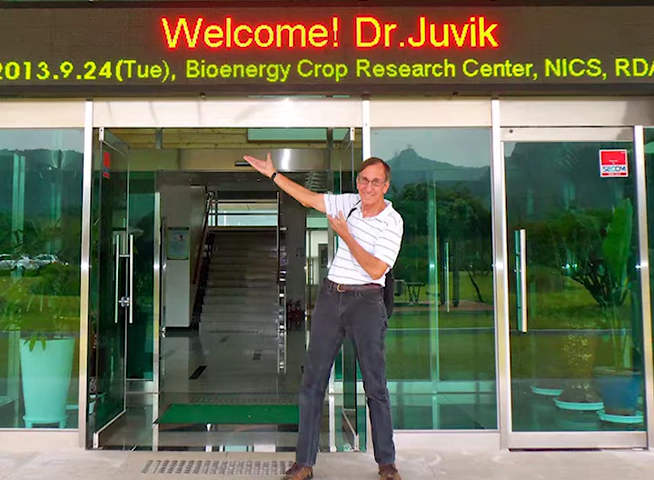 Welcome! Dr.Juvik
2013.9.24(Tue), Bioenergy Crop Research Center, NICS, RDA
SECOM